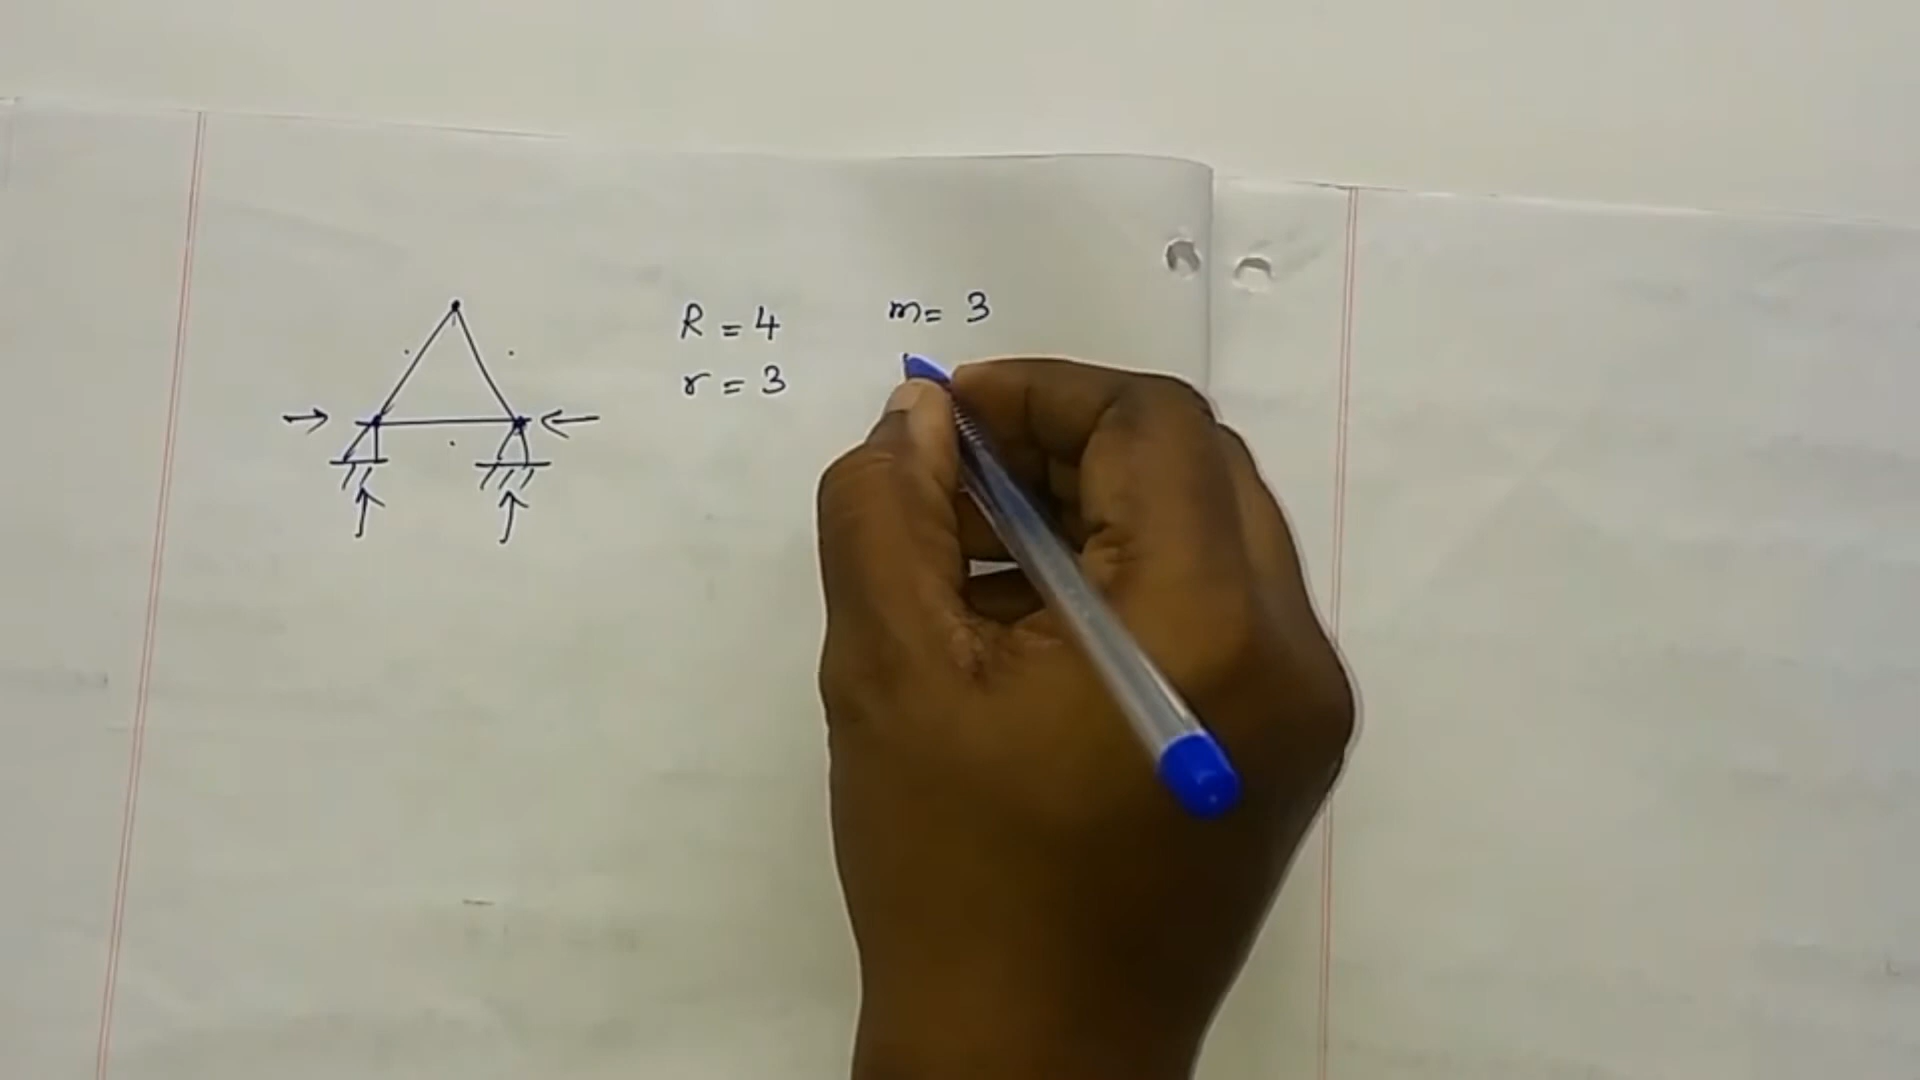 R = 4 m = 3
r = 3